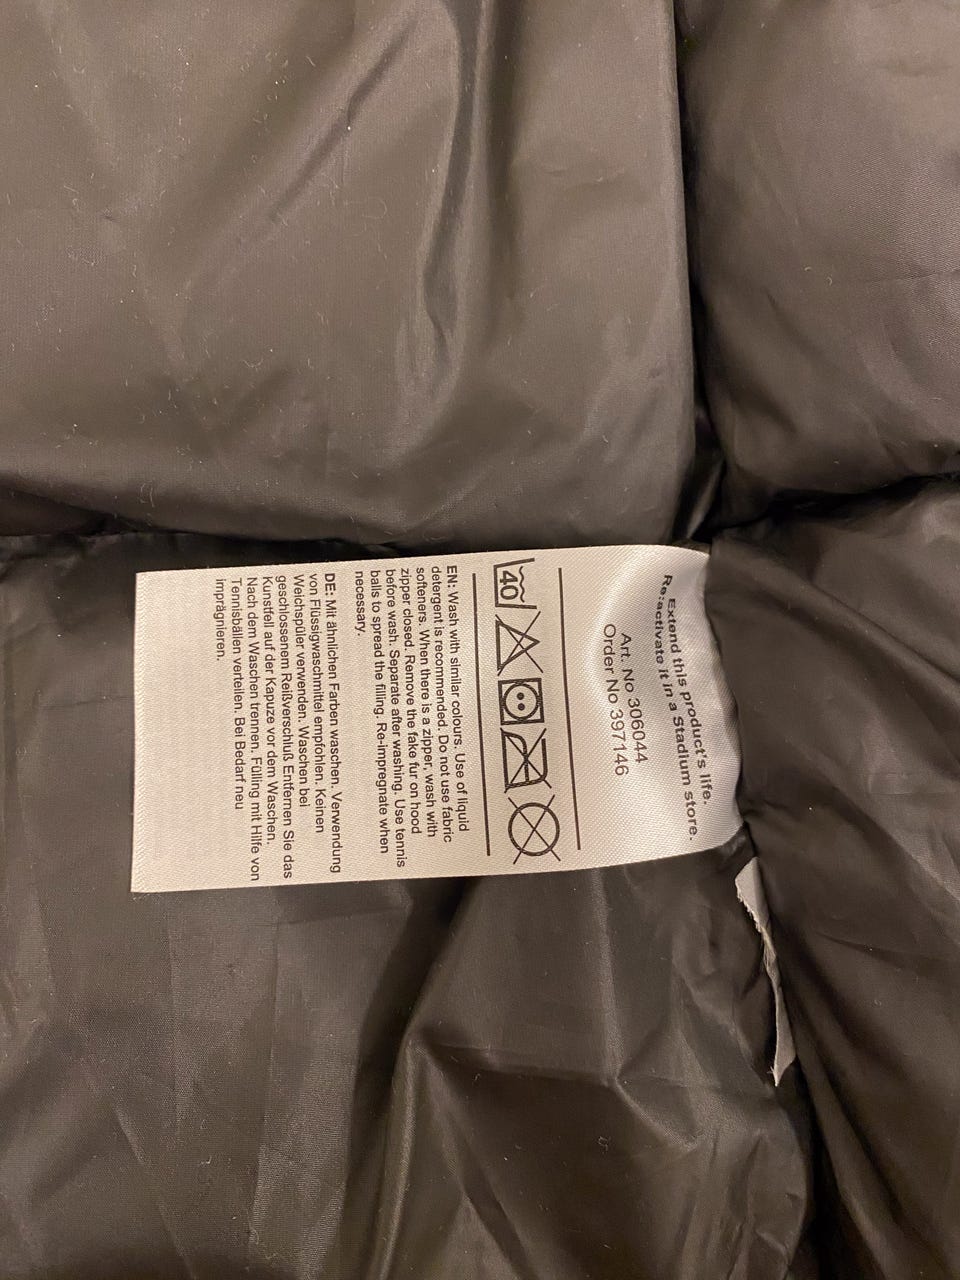 Extend this product's life.
Re:activate it in a Stadium store.
Art. No 306044
Order No 397146
40
EN: Wash with similar colours. Use of liquid
detergent is recommended. Do not use fabric
softeners. When there is a zipper, wash with
zipper closed. Remove the fake fur on hood
before wash. Separate after washing. Use tennis
balls to spread the filling. Re-impregnate when
necessary.
DE: Mit ähnlichen Farben waschen. Verwendung
von Flüssigwaschmittel empfohlen. Keinen
Weichspüler verwenden. Waschen bei
geschlossenem Reißverschluß Entfernen Sie das
Kunstfell auf der Kapuze vor dem Waschen.
Nach dem Waschen trennen. Füllung mit Hilfe von
Tennisbällen verteilen. Bei Bedarf neu
imprägnieren.